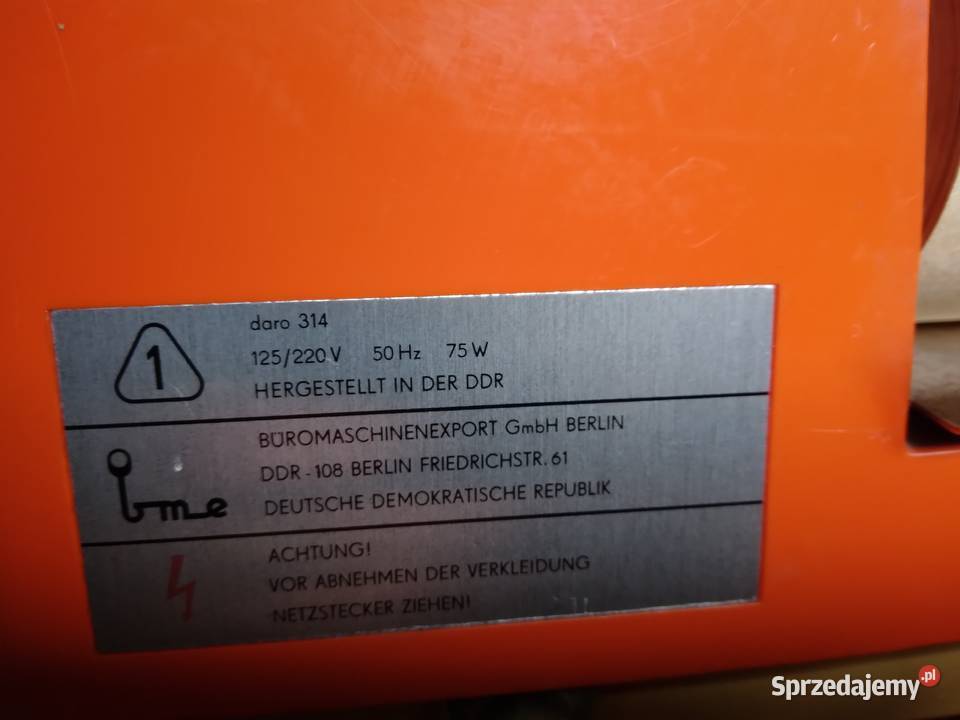 1
daro 314
125/220 V 50 Hz 75 W
HERGESTELLT IN DER DDR
bme
BÜROMASCHINENEXPORT GmbH BERLIN
DDR - 108 BERLIN FRIEDRICHSTR. 61
DEUTSCHE DEMOKRATISCHE REPUBLIK
ACHTUNG!
VOR ABNEHMEN DER VERKLEIDUNG
NETZSTECKER ZIEHEN!
Sprzedajemy.pl